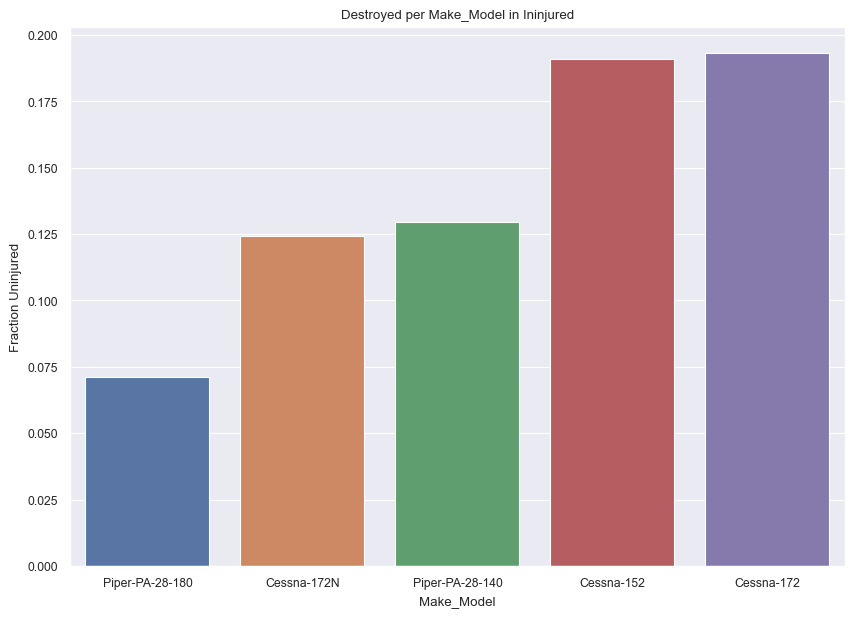 Destroyed per Make_Model in Ininjured
Fraction Uninjured
0.200
0.175
0.150
0.125
0.100
0.075
0.050
0.025
0.000
Piper-PA-28-180 Cessna-172N Piper-PA-28-140 Cessna-152 Cessna-172
Make_Model